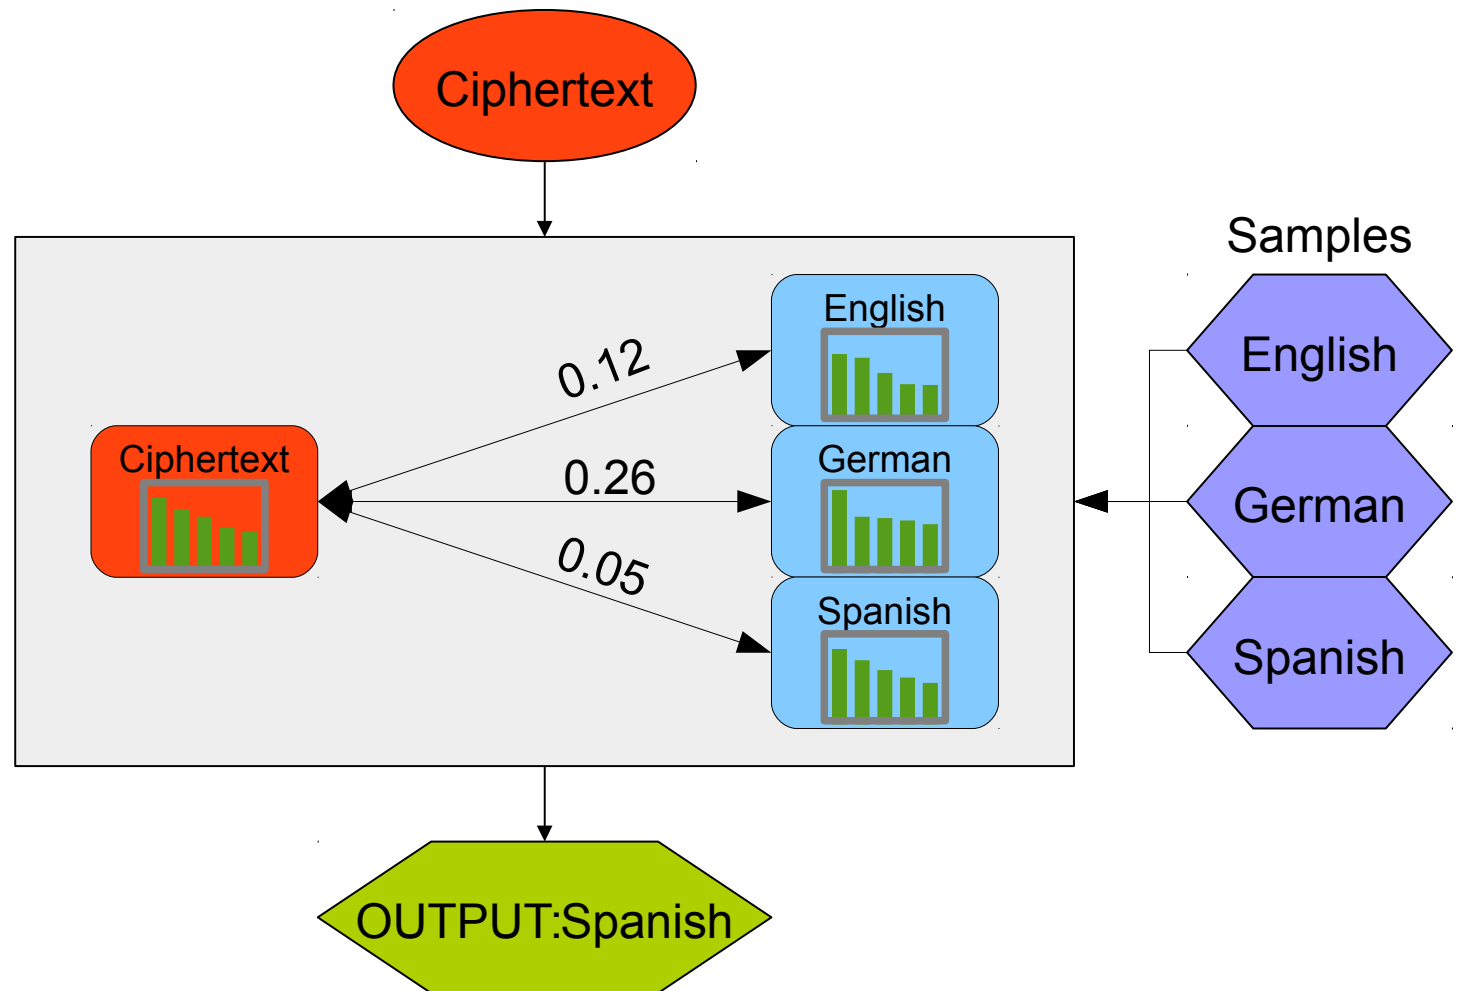 Ciphertext
Samples
English
English
0.12
Ciphertext
German
German
0.26
0.05
Spanish
Spanish
OUTPUT:Spanish